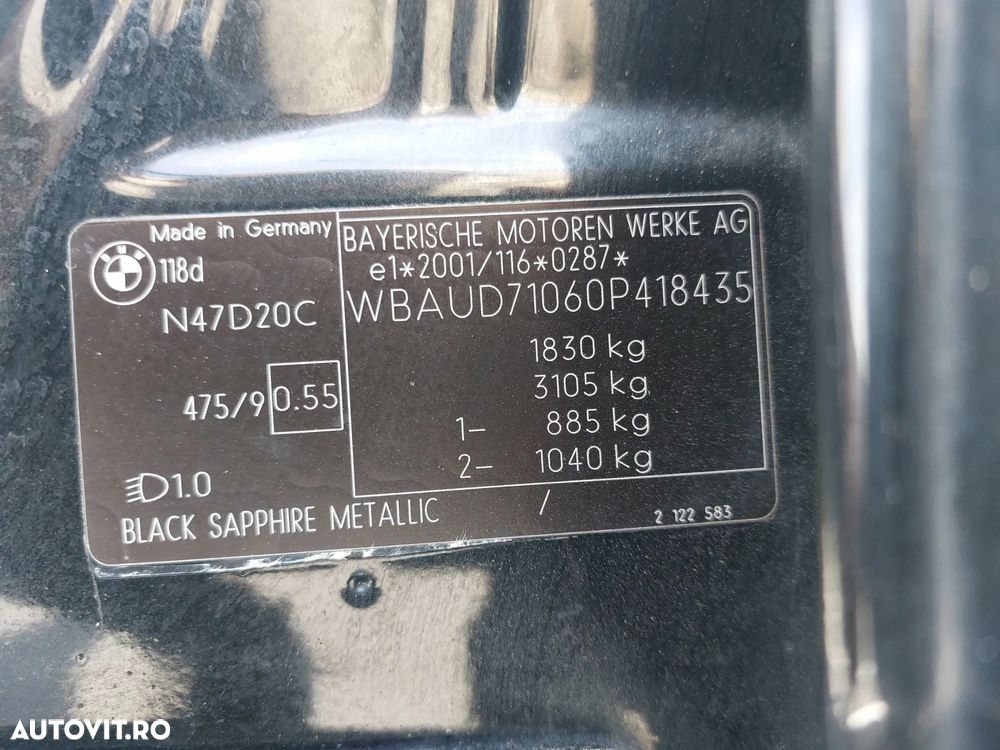 Made in Germany
118d
N47D20C
475/9 0.55
D1.0
BLACK SAPPHIRE METALLIC
BAYERISCHE MOTOREN WERKE AG
e1*2001/116*0287*
WBAUD71060P418435
1830 kg
3105 kg
1- 885 kg
2- 1040 kg
/ 2 122 583
AUTOVIT.RO